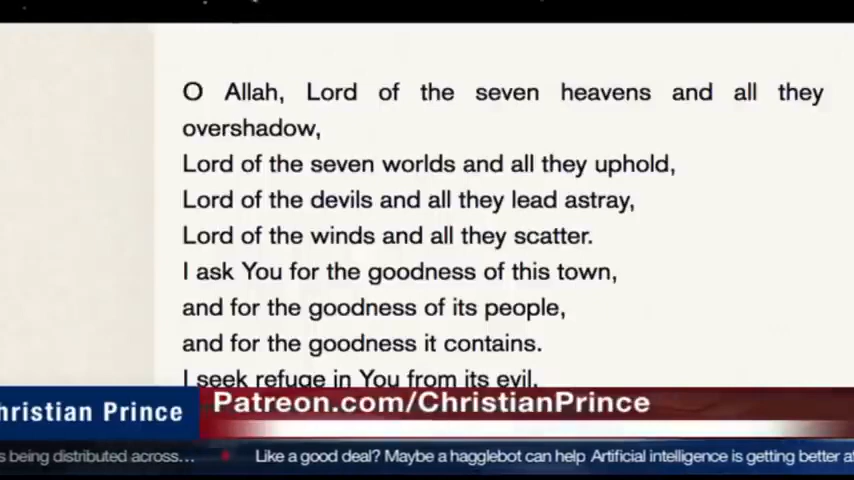 O Allah, Lord of the seven heavens and all they
overshadow,
Lord of the seven worlds and all they uphold,
Lord of the devils and all they lead astray,
Lord of the winds and all they scatter.
I ask You for the goodness of this town,
and for the goodness of its people,
and for the goodness it contains.
I seek refuge in You from its evil,
hristian Prince
Patreon.com/ChristianPrince
s being distributed across... Like a good deal? Maybe a hagglebot can help Artificial intelligence is getting better a